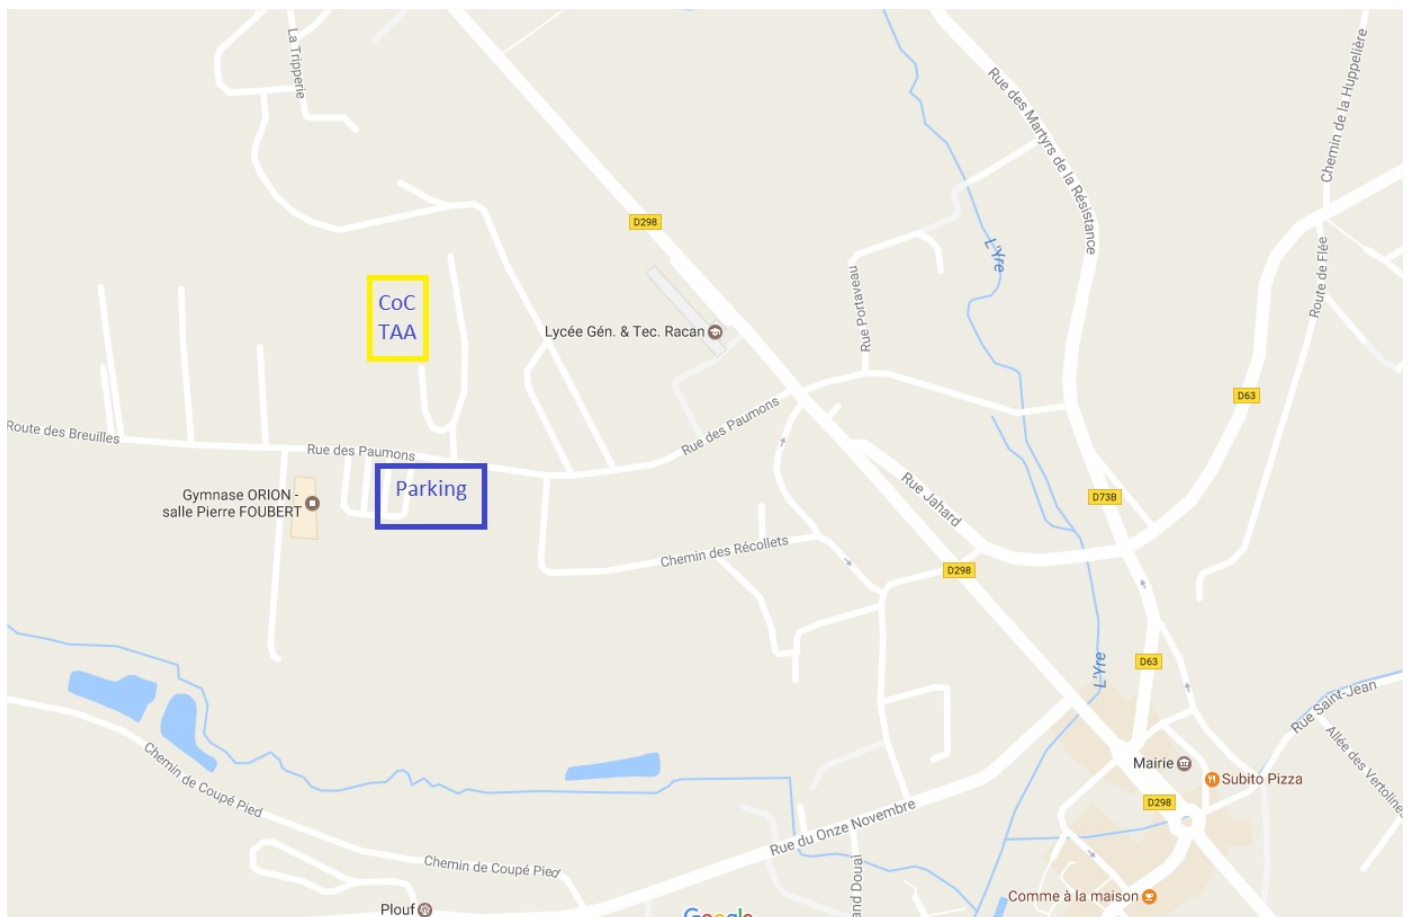 La Tripperie
Rue des Martyrs de la Résistance
Chemin de la Huppelière
D298
L'Yre
Route de Flée
CoC
TAA
Rue Portaveau
Lycée Gén. & Tec. Racan
D63
Route des Breuilles
Rue des Paumons
Rue des Paumons
Parking
Gymnase ORION -
salle Pierre FOUBERT
Rue Jahard
D73B
Chemin des Récollets
D298
L'Yre
D63
Rue Saint-Jean
Allée des Vertolines
Mairie
Subito Pizza
Chemin de Coupé Pied
D298
Rue du Onze Novembre
Chemin de Coupé Pied
and Douai
Comme à la maison
Plouf
Google